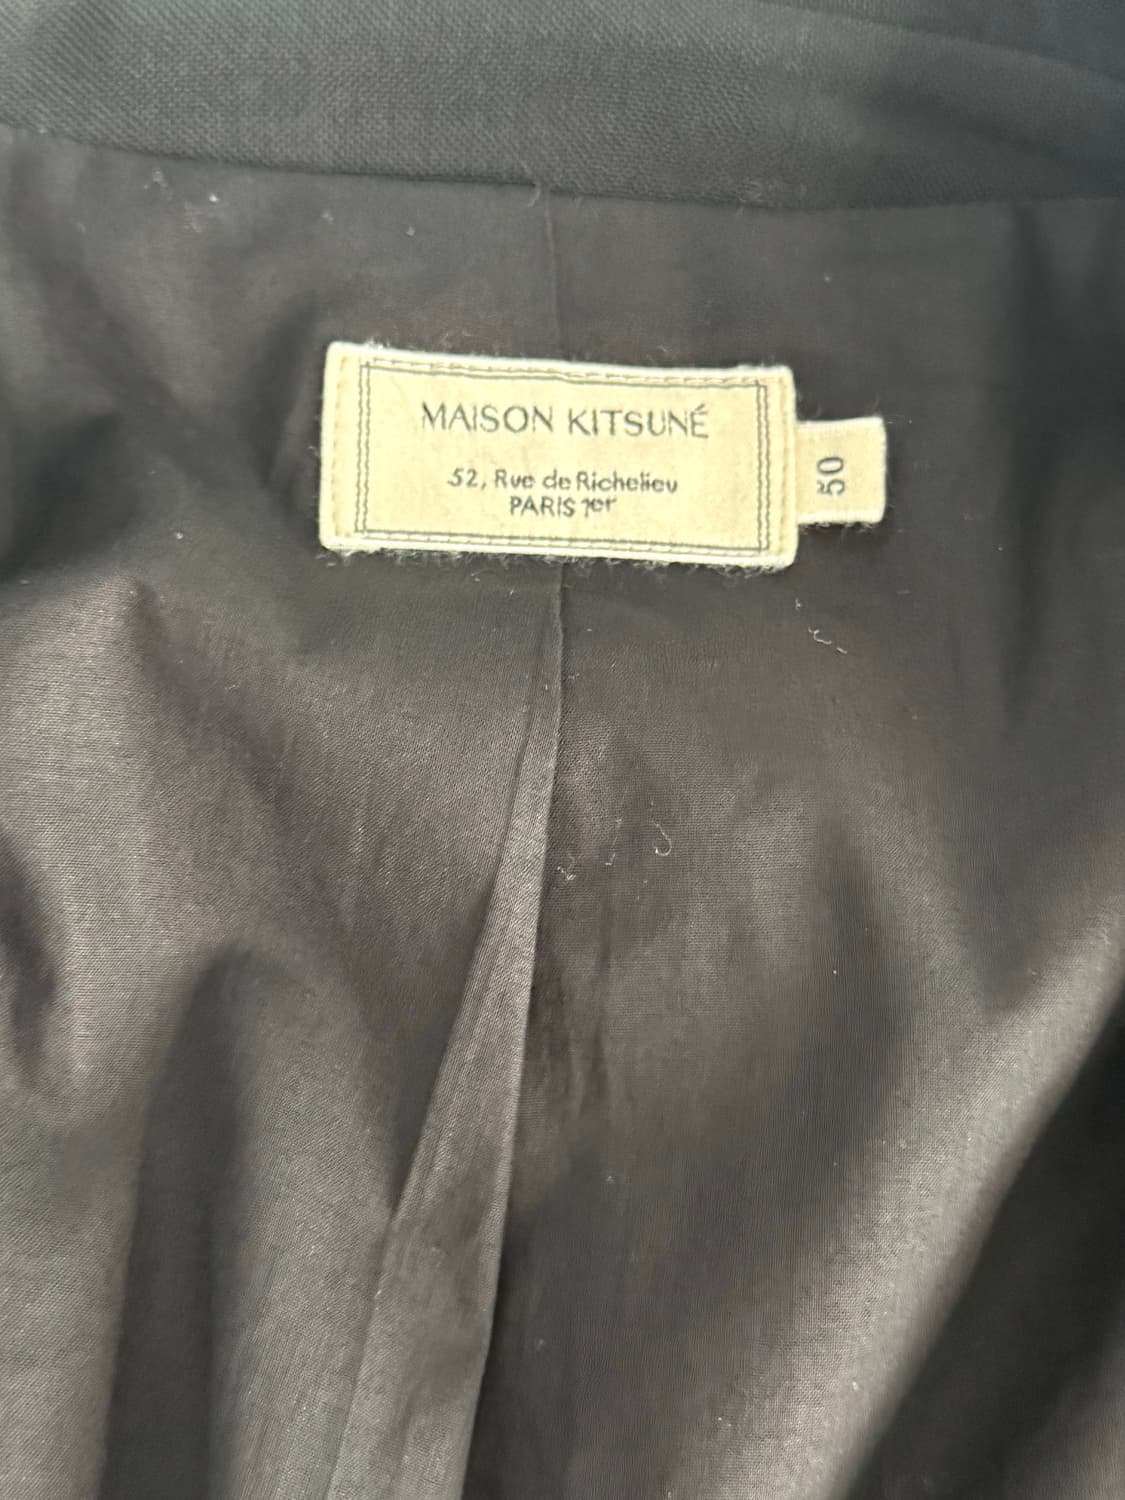 MAISON KITSUNÉ
52, Rue de Richelieu
PARIS 1er
50